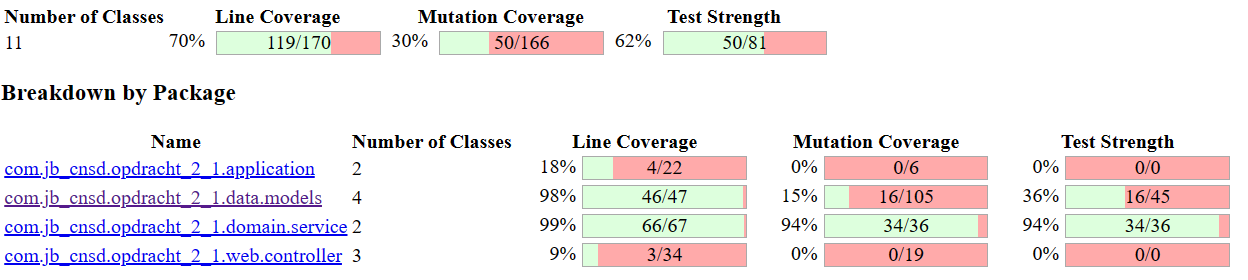 Number of Classes Line Coverage Mutation Coverage Test Strength
11 70% 119/170 30% 50/166 62% 50/81
Breakdown by Package
Name Number of Classes Line Coverage Mutation Coverage Test Strength
com.jb_cnsd.opdracht_2_1.application 2 18% 4/22 0% 0/6 0% 0/0
com.jb_cnsd.opdracht_2_1.data.models 4 98% 46/47 15% 16/105 36% 16/45
com.jb_cnsd.opdracht_2_1.domain.service 2 99% 66/67 94% 34/36 94% 34/36
com.jb_cnsd.opdracht_2_1.web.controller 3 9% 3/34 0% 0/19 0% 0/0